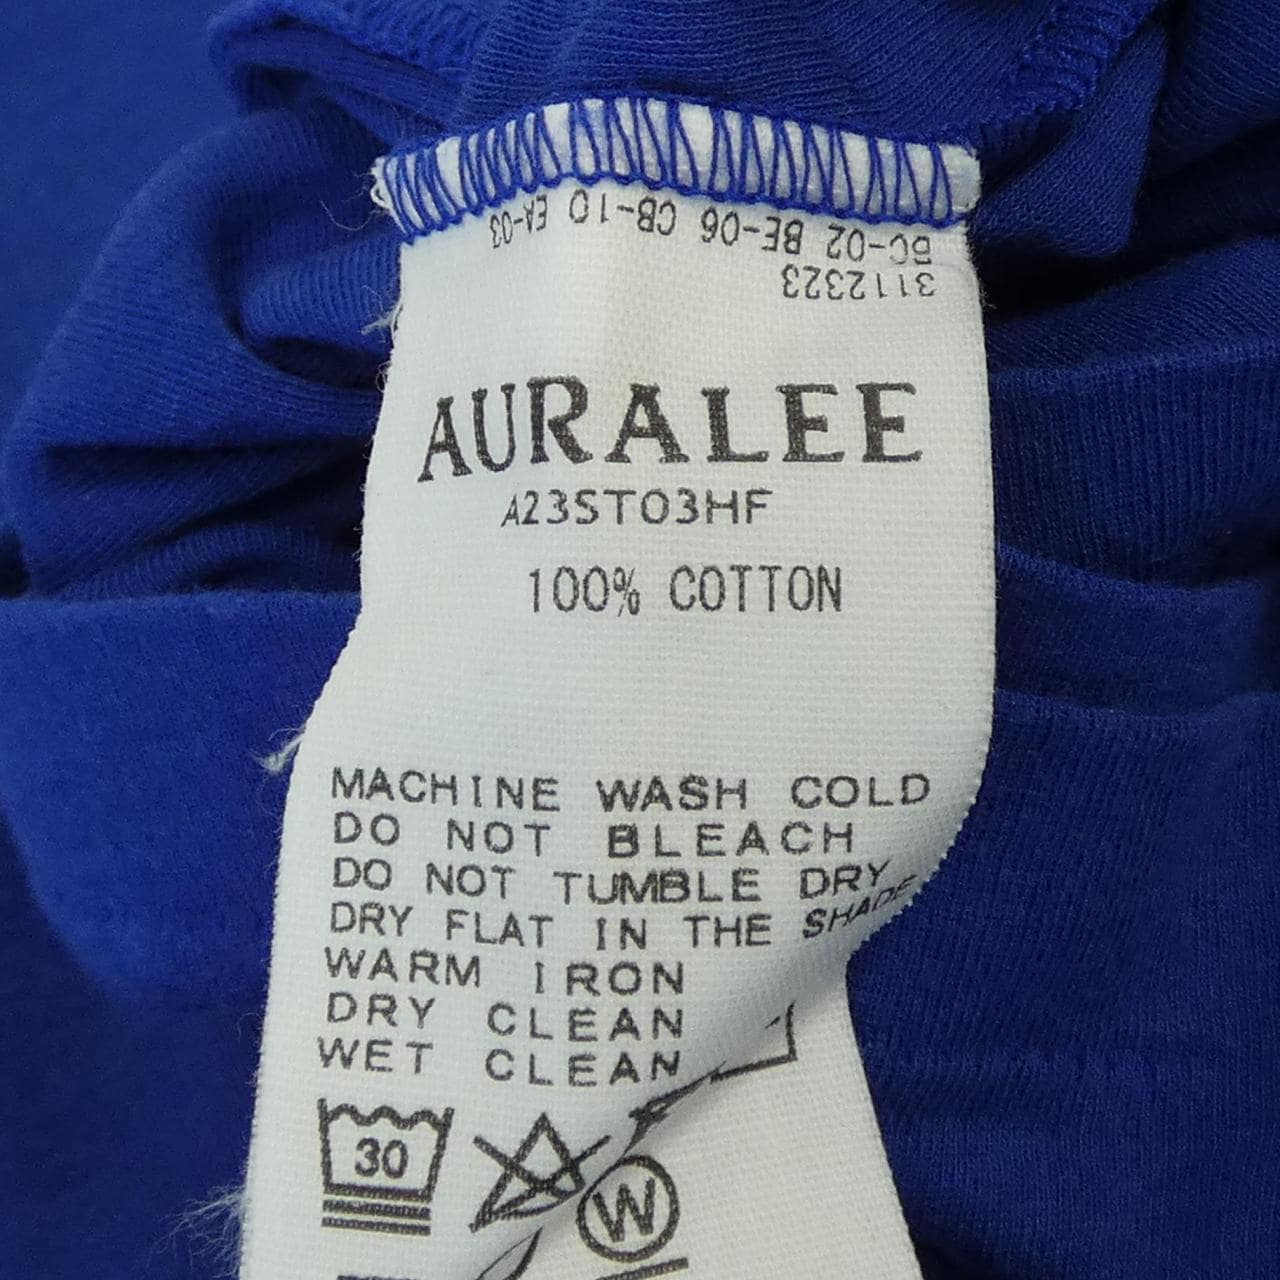 BC-02 BE-06 CB-10 EA-03
3112323
AURALEE
A23ST03HF
100% COTTON
MACHINE WASH COLD
DO NOT BLEACH
DO NOT TUMBLE DRY
DRY FLAT IN THE SHADE
WARM IRON
DRY CLEAN
WET CLEAN
30
W